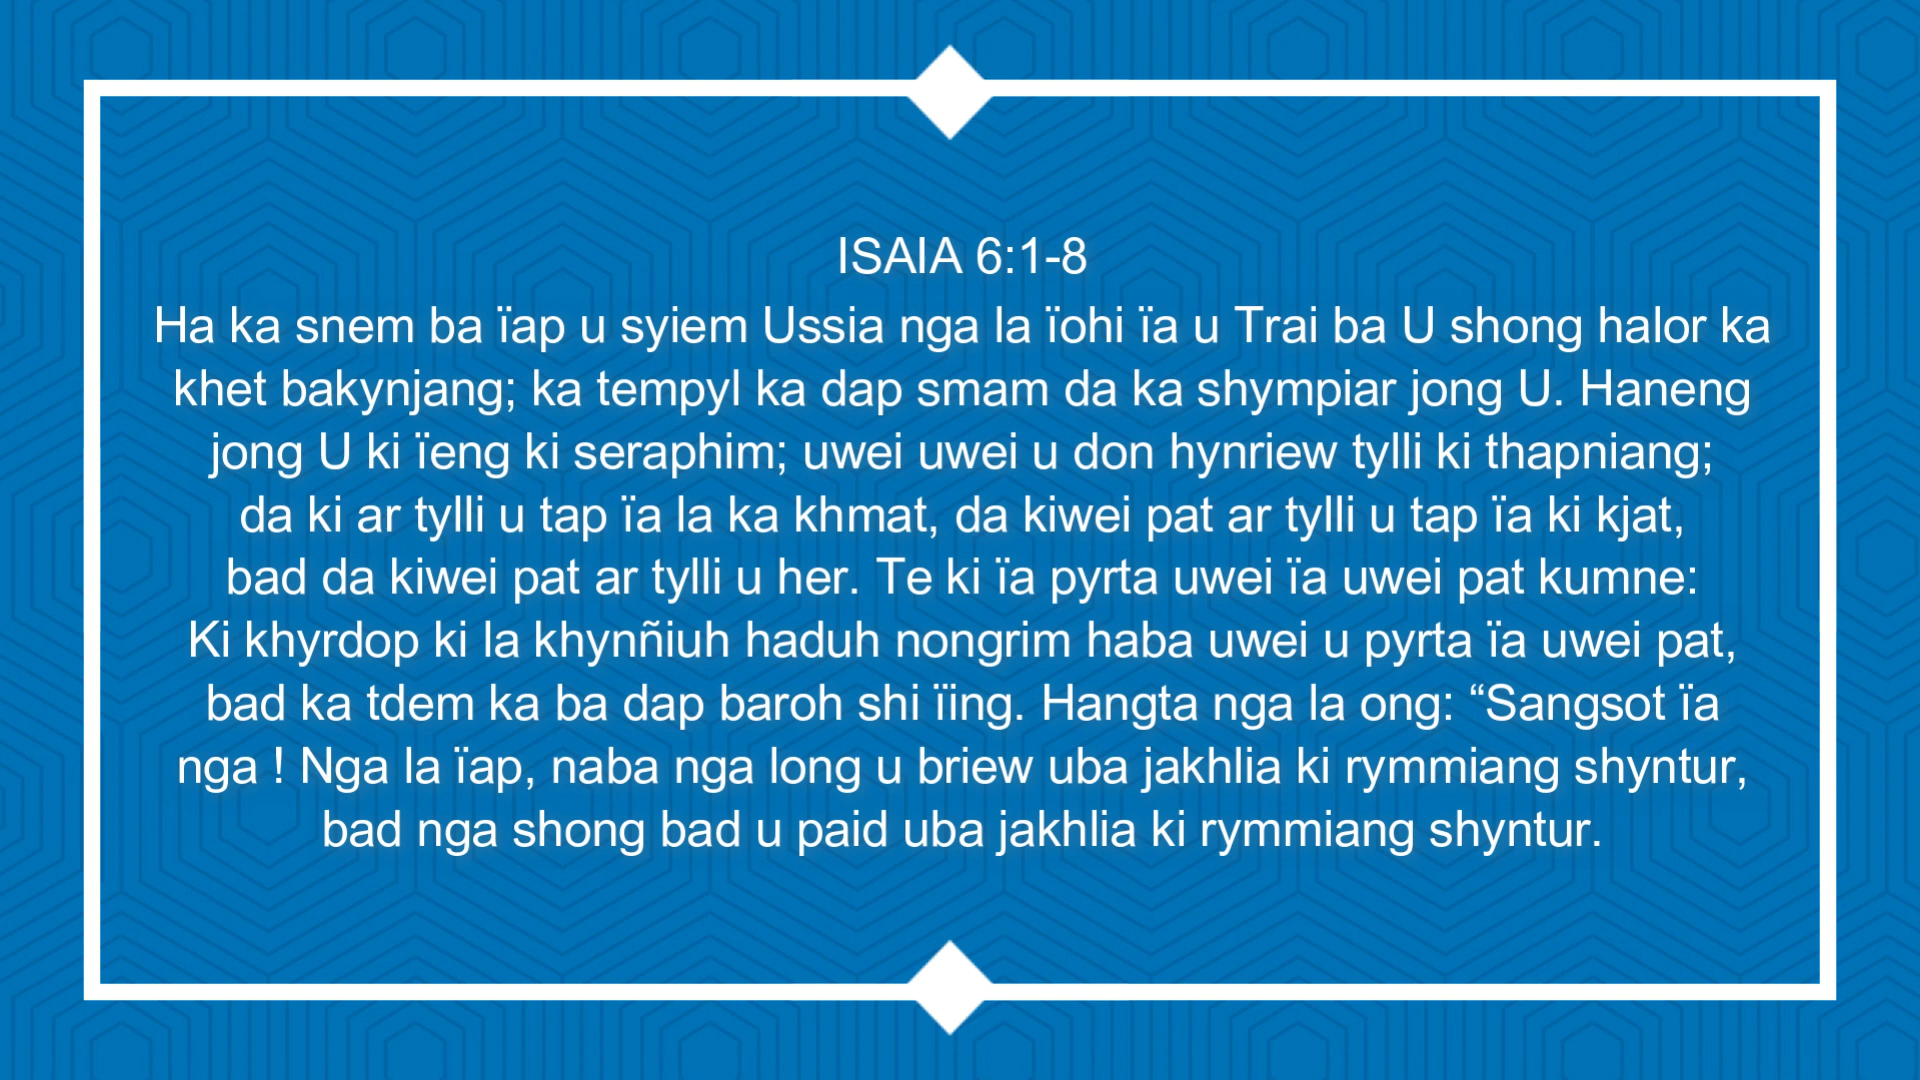 ISAIA 6:1-8
Ha ka snem ba ïap u syiem Ussia nga la ïohi ïa u Trai ba U shong halor ka
khet bakynjang; ka tempyl ka dap smam da ka shympiar jong U. Haneng
jong U ki ïeng ki seraphim; uwei uwei u don hynriew tylli ki thapniang;
da ki ar tylli u tap ïa la ka khmat, da kiwei pat ar tylli u tap ïa ki kjat,
bad da kiwei pat ar tylli u her. Te ki ïa pyrta uwei ïa uwei pat kumne:
Ki khyrdop ki la khynñiuh haduh nongrim haba uwei u pyrta ïa uwei pat,
bad ka tdem ka ba dap baroh shi ïing. Hangta nga la ong: “Sangsot ïa
nga ! Nga la ïap, naba nga long u briew uba jakhlia ki rymmiang shyntur,
bad nga shong bad u paid uba jakhlia ki rymmiang shyntur.